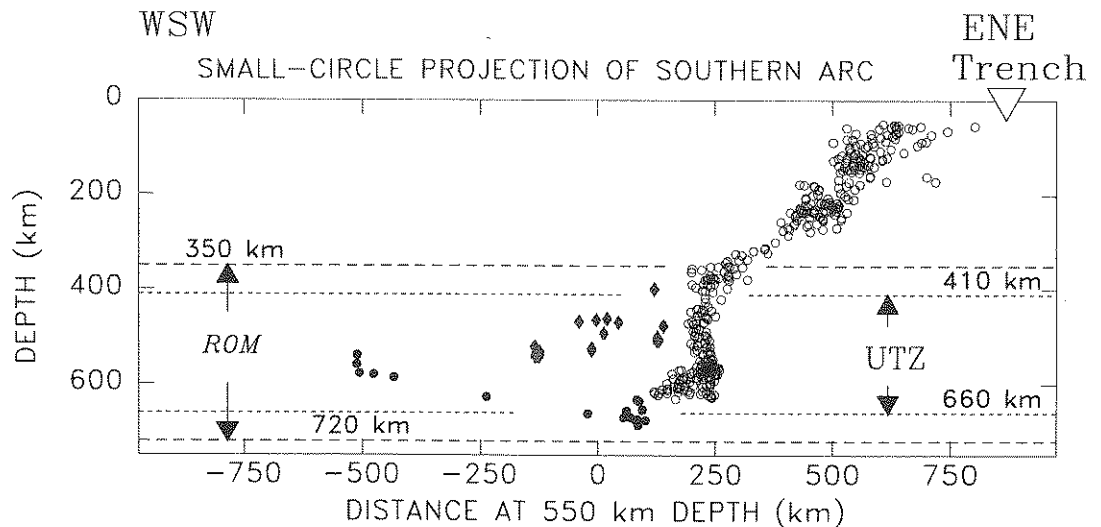 WSW
ENE
SMALL-CIRCLE PROJECTION OF SOUTHERN ARC
Trench
0
200
400
600
DEPTH (km)
350 km
410 km
ROM
UTZ
660 km
720 km
-750 -500 -250 0 250 500 750
DISTANCE AT 550 km DEPTH (km)